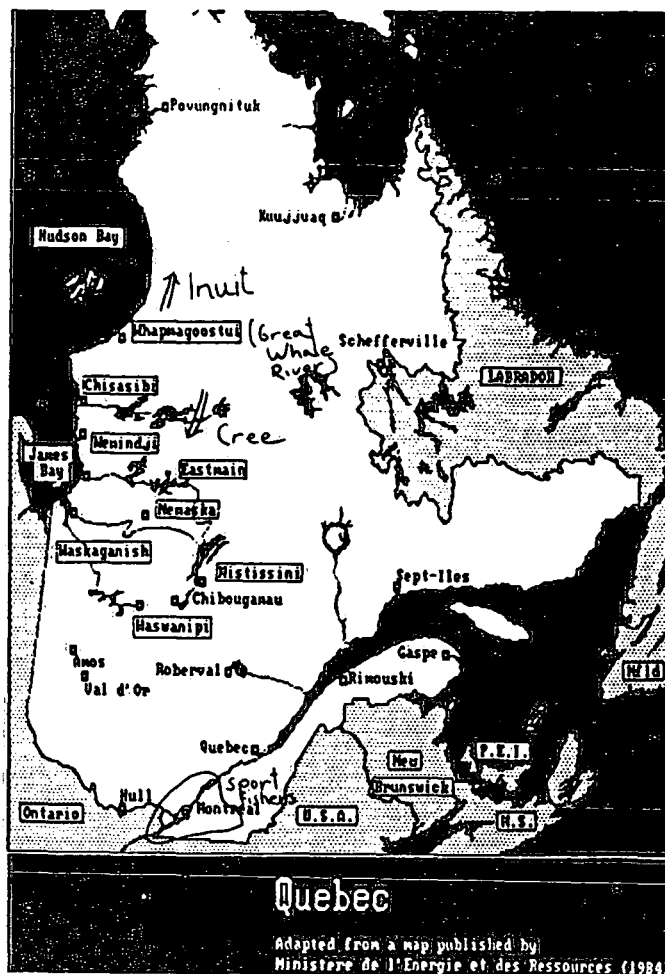 Povungnituk
Kuujjuaq
Hudson Bay
Inuit
Whapmagoostui (Great
Whale
River)
Schefferville
LABRADOR
Chisasibi
Cree
Wemindji
James
Bay
Eastmain
Nemaska
Waskaganish
Mistissini
Sept-Iles
Chibougamau
Waswanipi
Amos
Val d'Or
Roberval
Gaspe
Rimouski
Nfld
Quebec
P.E.I.
New
Brunswick
sport
fishers
Hull
Montreal
Ontario
U.S.A.
N.S.
Quebec
Adapted from a map published by
Ministere de l'Energie et des Ressources (1984